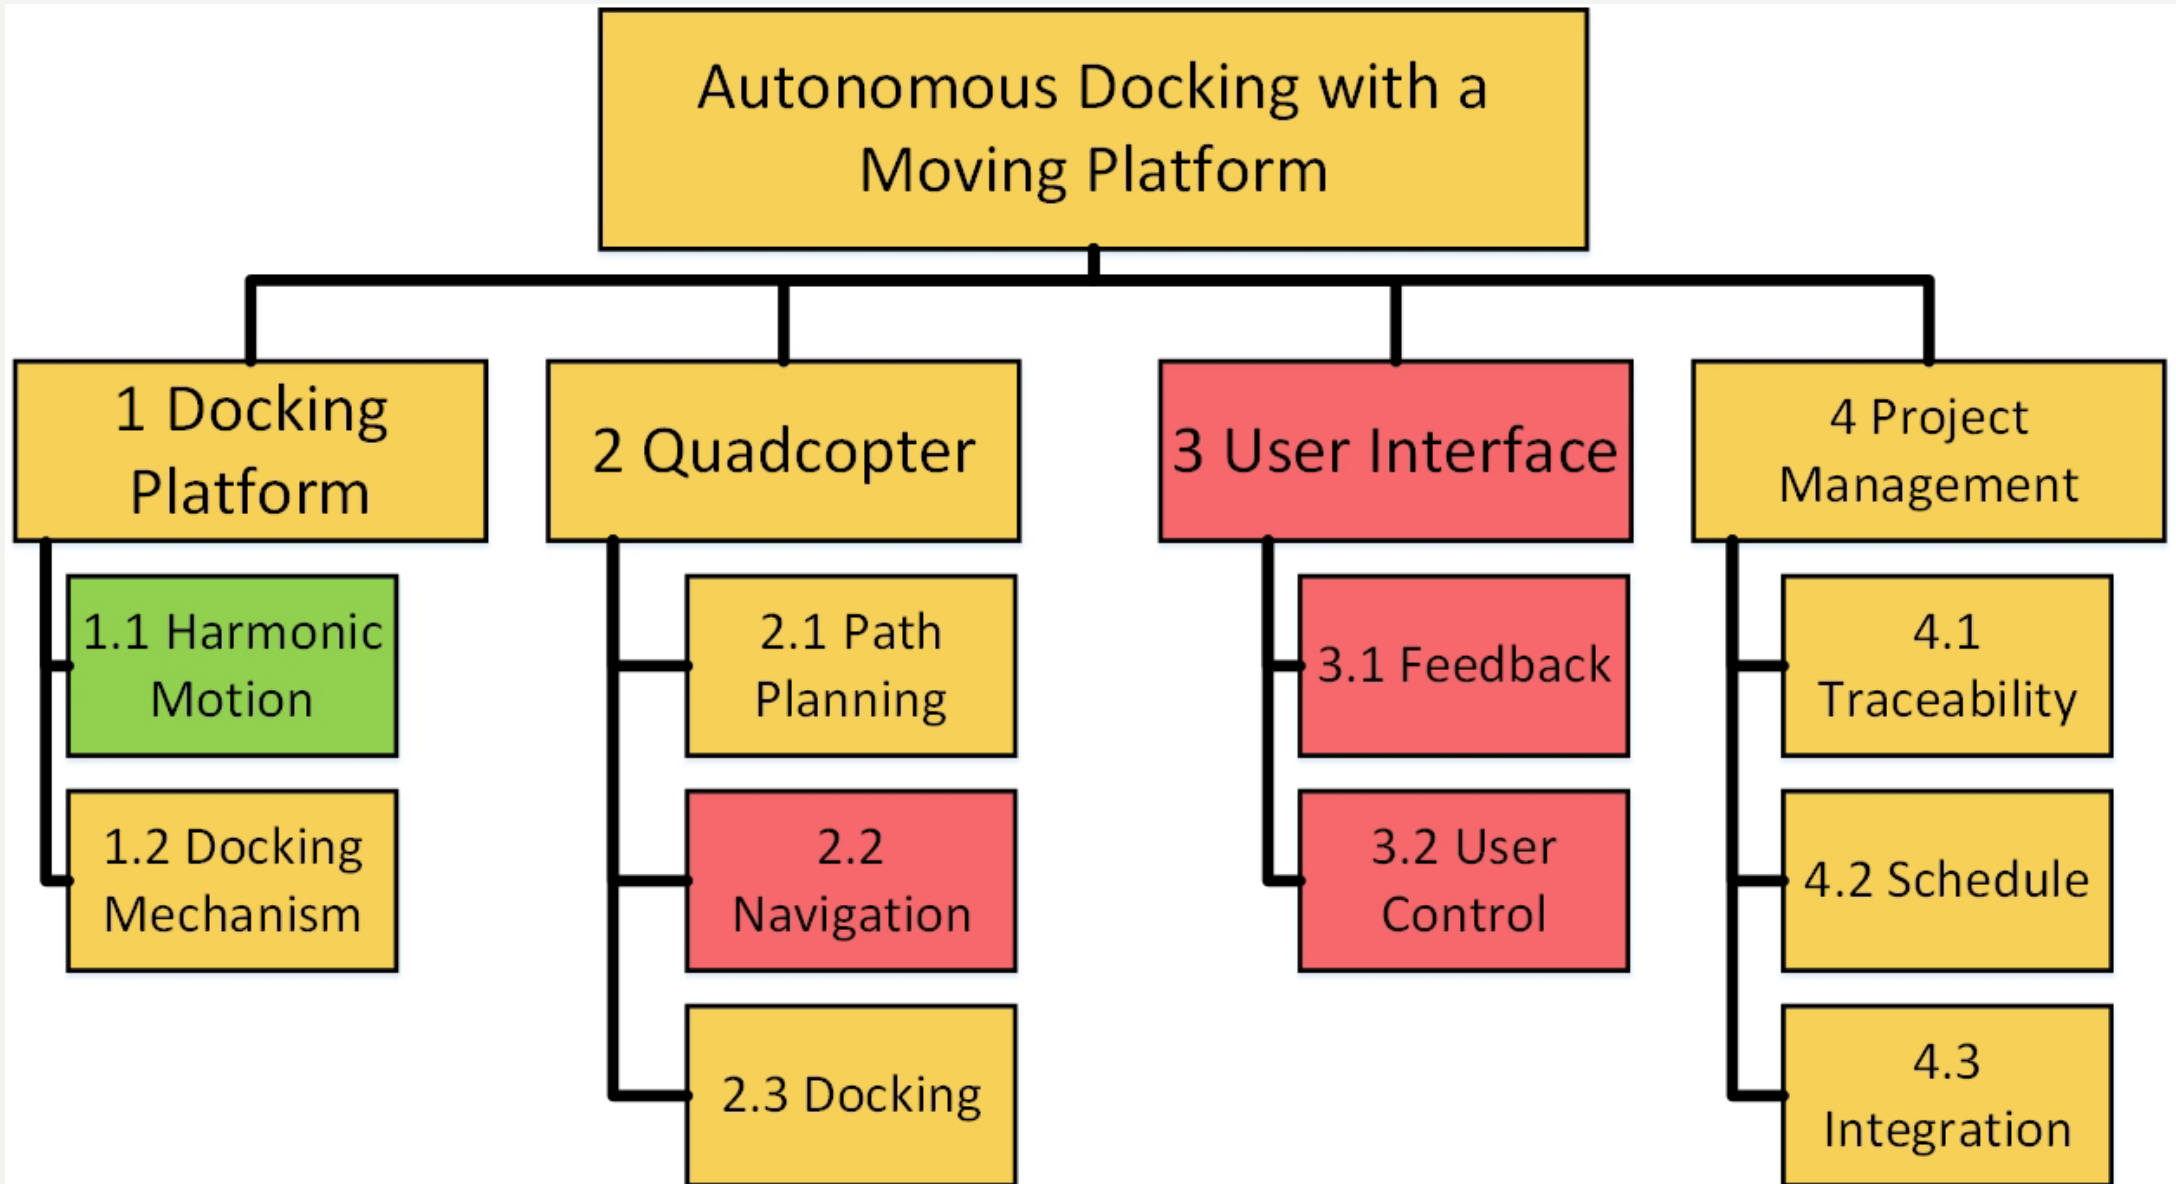 Autonomous Docking with a
Moving Platform
1 Docking
Platform
1.1 Harmonic
Motion
1.2 Docking
Mechanism
2 Quadcopter
2.1 Path
Planning
2.2
Navigation
2.3 Docking
3 User Interface
3.1 Feedback
3.2 User
Control
4 Project
Management
4.1
Traceability
4.2 Schedule
4.3
Integration